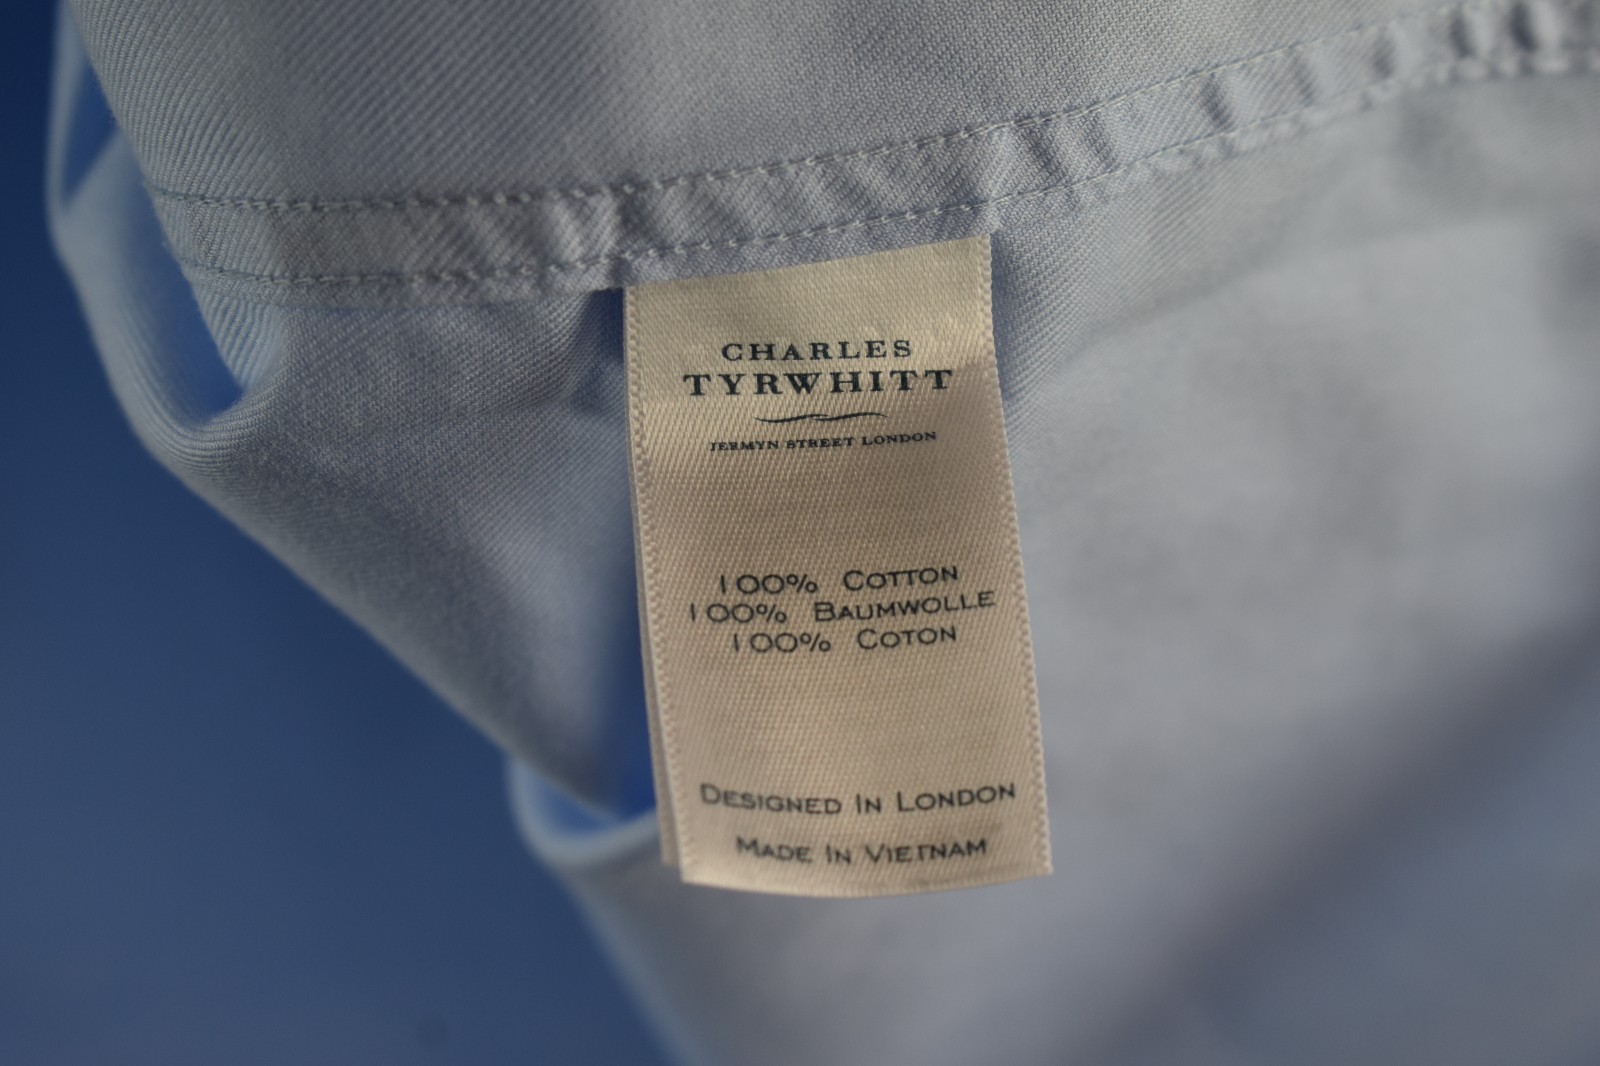 CHARLES
TYRWHITT
JERMYN STREET LONDON
100% COTTON
100% BAUMWOLLE
100% COTON
DESIGNED IN LONDON
MADE IN VIETNAM